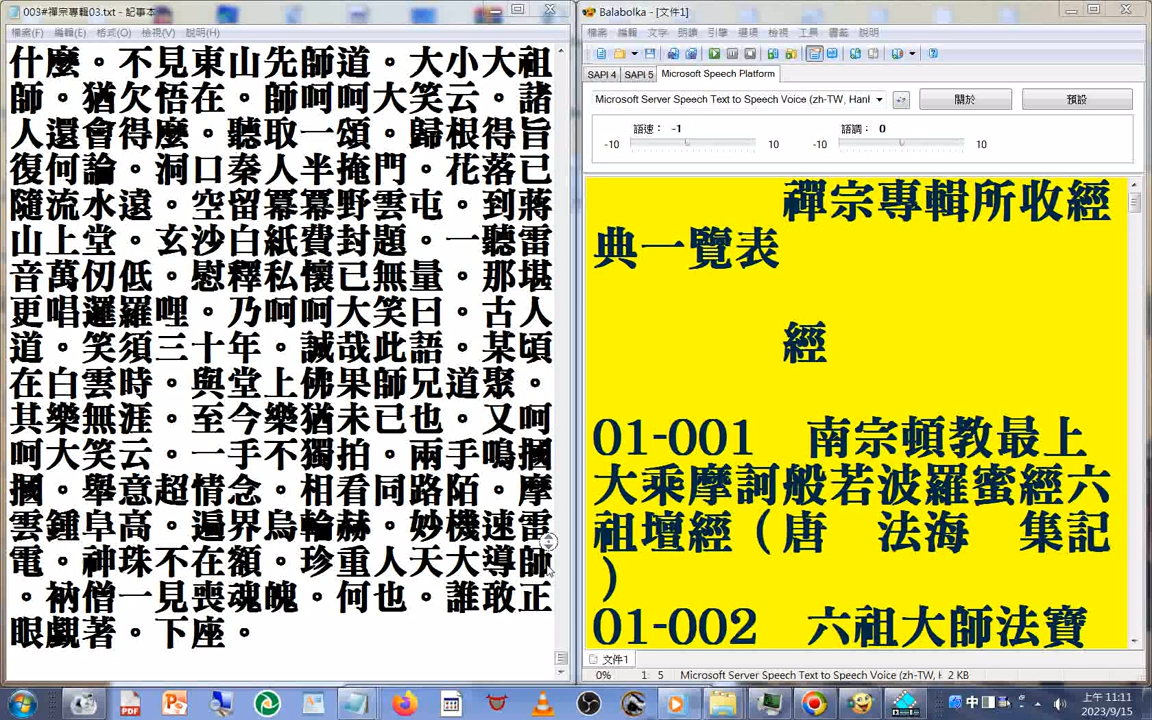 003#禪宗專輯03.txt - 記事本
檔案(F) 編輯(E) 格式(O) 檢視(V) 說明(H)
什麼。不見東山先師道。大小大祖
師。猶欠悟在。師呵呵大笑云。諸
人還會得麼。聽取一頌。歸根得旨
復何論。洞口秦人半掩門。花落已
隨流水遠。空留冪冪野雲屯。到蔣
山上堂。玄沙白紙費封題。一聽雷
音萬仞低。慰釋私懷已無量。那堪
更唱邏羅哩。乃呵呵大笑曰。古人
道。笑須三十年。誠哉此語。某頃
在白雲時。與堂上佛果師兄道聚。
其樂無涯。至今樂猶未已也。又呵
呵大笑云。一手不獨拍。兩手鳴摑
摑。舉意超情念。相看同路陌。摩
雲鍾阜高。遍界烏輪赫。妙機速雷
電。神珠不在額。珍重人天大導師
。衲僧一見喪魂魄。何也。誰敢正
眼覷著。下座。
Balabolka - [文件1]
檔案 編輯 文字 朗讀 引擎 選項 檢視 工具 書籤 說明
SAPI 4 SAPI 5 Microsoft Speech Platform
Microsoft Server Speech Text to Speech Voice (zh-TW, Hanl 關於 預設
語速： -1 語調： 0
-10 10 -10 10
禪宗專輯所收經
典一覽表
經
01-001 南宗頓教最上
大乘摩訶般若波羅蜜經六
祖壇經（唐 法海 集記
）
01-002 六祖大師法寶
文件1
0% 1: 5 Microsoft Server Speech Text to Speech Voice (zh-TW, H 2 KB
PDF
中
上午 11:11
2023/9/15